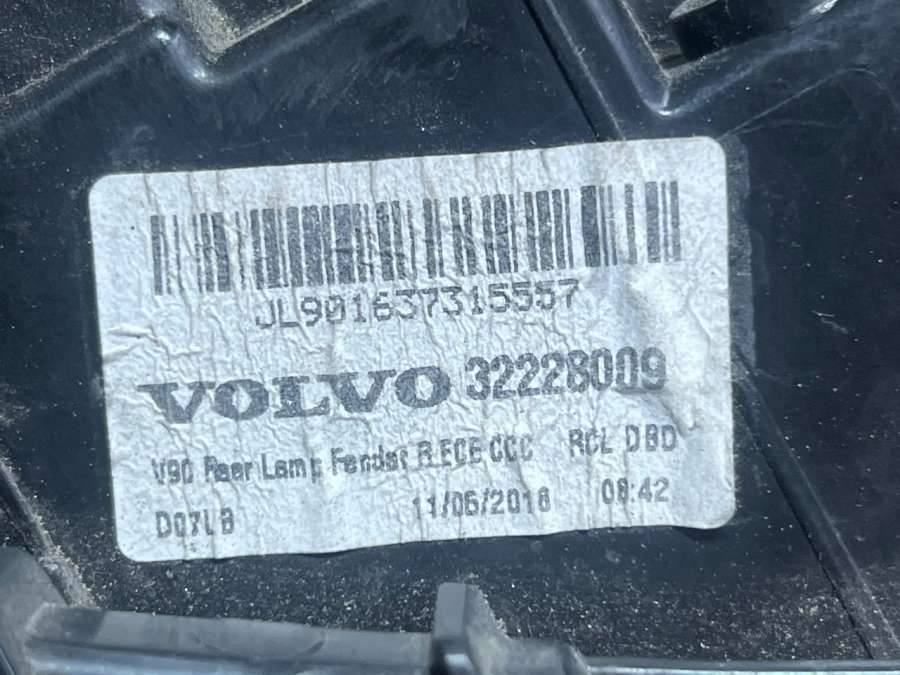 JL901637315557
VOLVO 32228009
V90 Rear Lamp Fender R ECE CCC RCL DBD
D07LB 11/06/2018 08:42